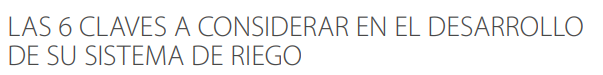 LAS 6 CLAVES A CONSIDERAR EN EL DESARROLLO
DE SU SISTEMA DE RIEGO